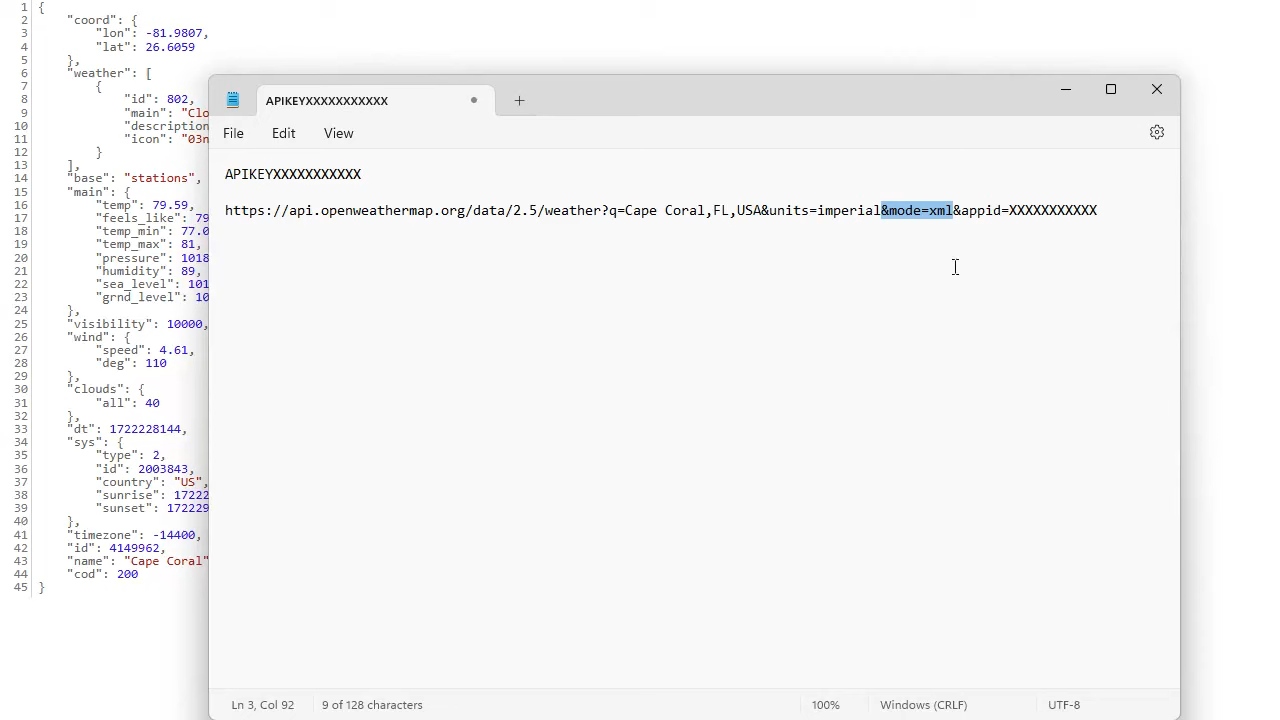 1 {
2 "coord": {
3 "lon": -81.9807,
4 "lat": 26.6059
5 },
6 "weather": [
7 {
8 "id": 802,
9 "main": "Clo
10 "description
11 "icon": "03n
12 }
13 ],
14 "base": "stations",
15 "main": {
16 "temp": 79.59,
17 "feels_like": 79
18 "temp_min": 77.0
19 "temp_max": 81,
20 "pressure": 1018
21 "humidity": 89,
22 "sea_level": 101
23 "grnd_level": 10
24 },
25 "visibility": 10000,
26 "wind": {
27 "speed": 4.61,
28 "deg": 110
29 },
30 "clouds": {
31 "all": 40
32 },
33 "dt": 1722228144,
34 "sys": {
35 "type": 2,
36 "id": 2003843,
37 "country": "US",
38 "sunrise": 17222
39 "sunset": 172229
40 },
41 "timezone": -14400,
42 "id": 4149962,
43 "name": "Cape Coral"
44 "cod": 200
45 }
APIKEYXXXXXXXXXXX
File Edit View
APIKEYXXXXXXXXXXX
https://api.openweathermap.org/data/2.5/weather?q=Cape Coral,FL,USA&units=imperial&mode=xml&appid=XXXXXXXXXXX
Ln 3, Col 92 9 of 128 characters 100% Windows (CRLF) UTF-8